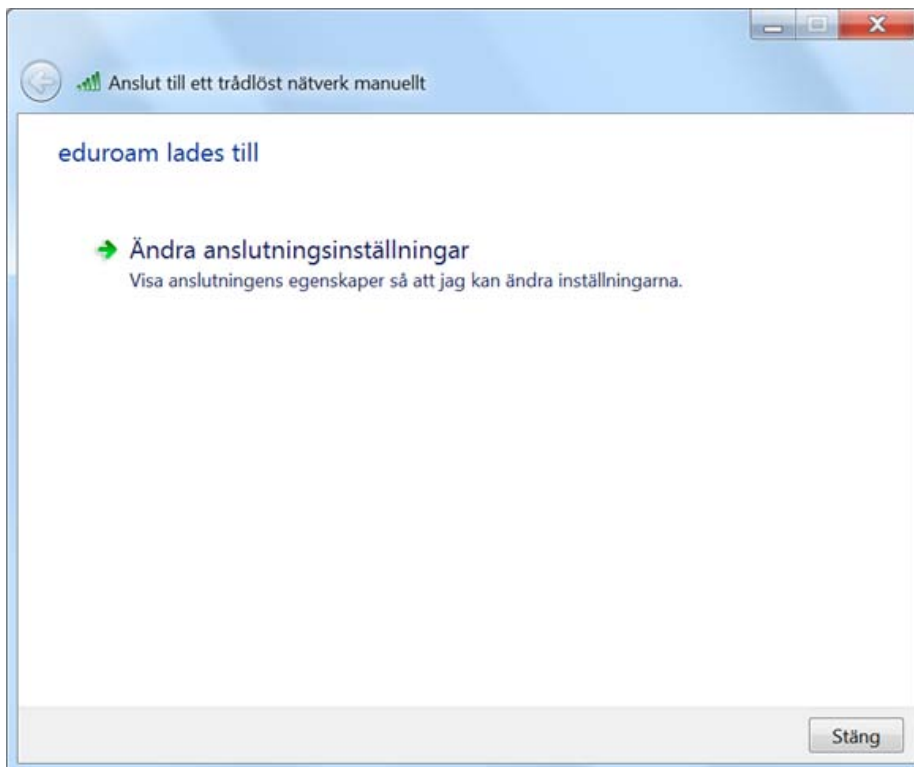 Anslut till ett trådlöst nätverk manuellt
eduroam lades till
Ändra anslutningsinställningar
Visa anslutningens egenskaper så att jag kan ändra inställningarna.
Stäng